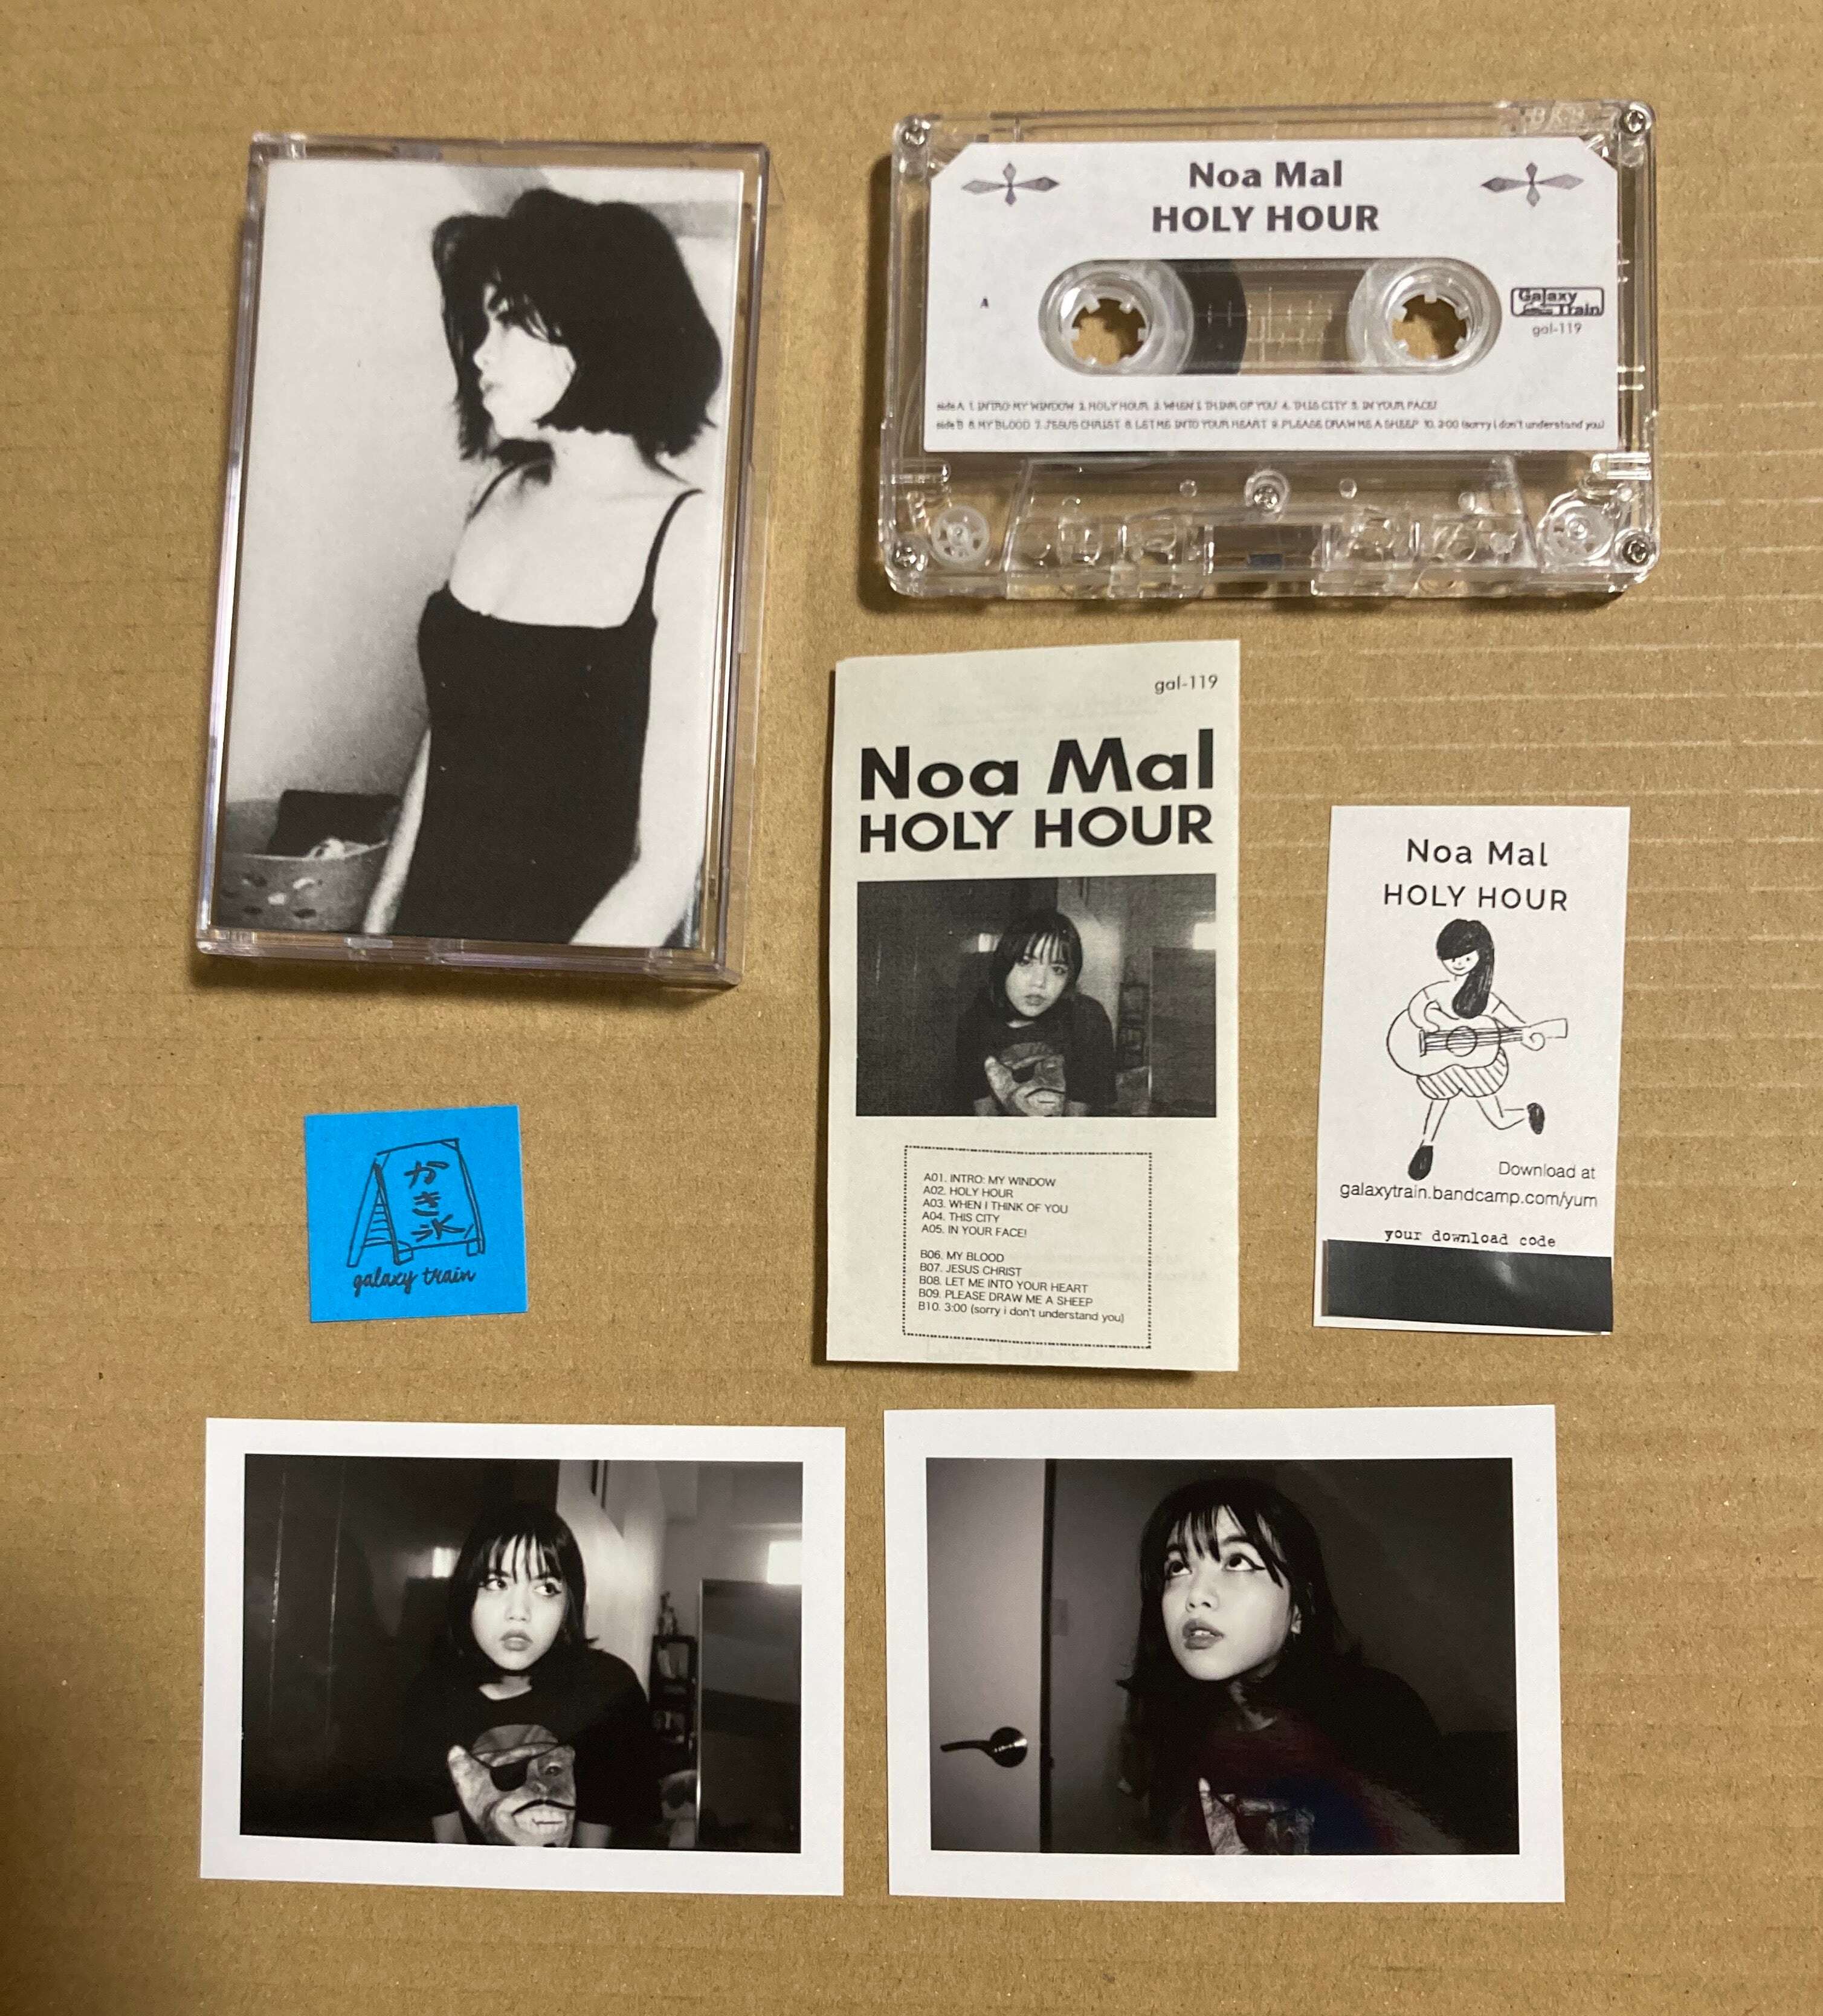 Noa Mal
HOLY HOUR
A
Galaxy
Train
gal-119
side A 1. INTRO: MY WINDOW 2. HOLY HOUR 3. WHEN I THINK OF YOU 4. THIS CITY 5. IN YOUR FACE!
side B 6. MY BLOOD 7. JESUS CHRIST 8. LET ME INTO YOUR HEART 9. PLEASE DRAW ME A SHEEP 10. 3:00 (sorry i don't understand you)
gal-119
Noa Mal
HOLY HOUR
A01. INTRO: MY WINDOW
A02. HOLY HOUR
A03. WHEN I THINK OF YOU
A04. THIS CITY
A05. IN YOUR FACE!
B06. MY BLOOD
B07. JESUS CHRIST
B08. LET ME INTO YOUR HEART
B09. PLEASE DRAW ME A SHEEP
B10. 3:00 (sorry i don't understand you)
Noa Mal
HOLY HOUR
Download at
galaxytrain.bandcamp.com/yum
your download code
かき氷
galaxy train